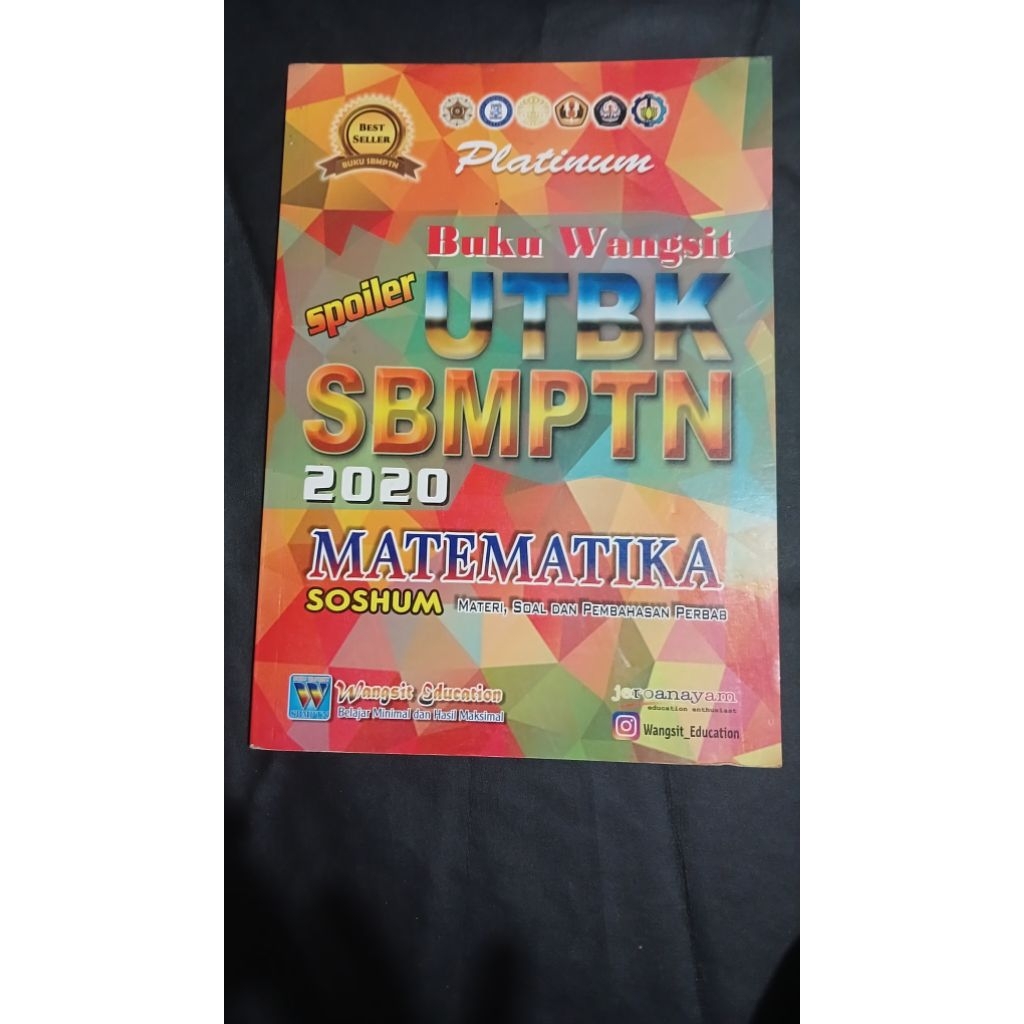 BEST
SELLER
BUKU SBMPTN
Platinum
Buku Wangsit
spoiler
UTBK
SBMPTN
2020
MATEMATIKA
SOSHUM MATERI, SOAL DAN PEMBAHASAN PERBAB
W
Wangsit Education
Belajar Minimal dan Hasil Maksimal
jeroanayam
education enthusiast
Wangsit_Education